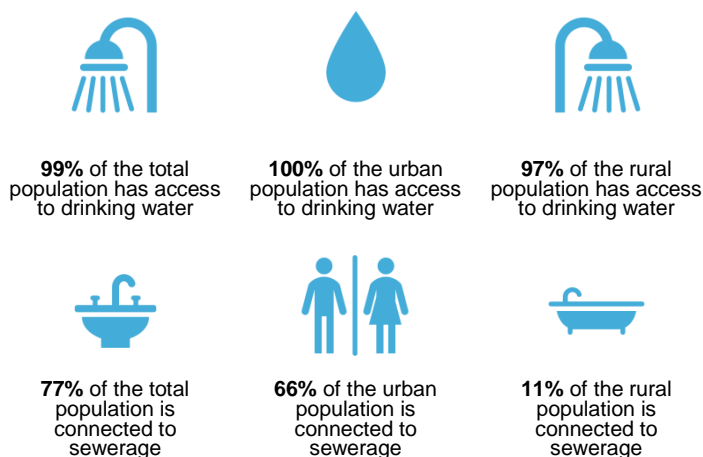 99% of the total
population has access
to drinking water
100% of the urban
population has access
to drinking water
97% of the rural
population has access
to drinking water
77% of the total
population is
connected to
sewerage
66% of the urban
population is
connected to
sewerage
11% of the rural
population is
connected to
sewerage